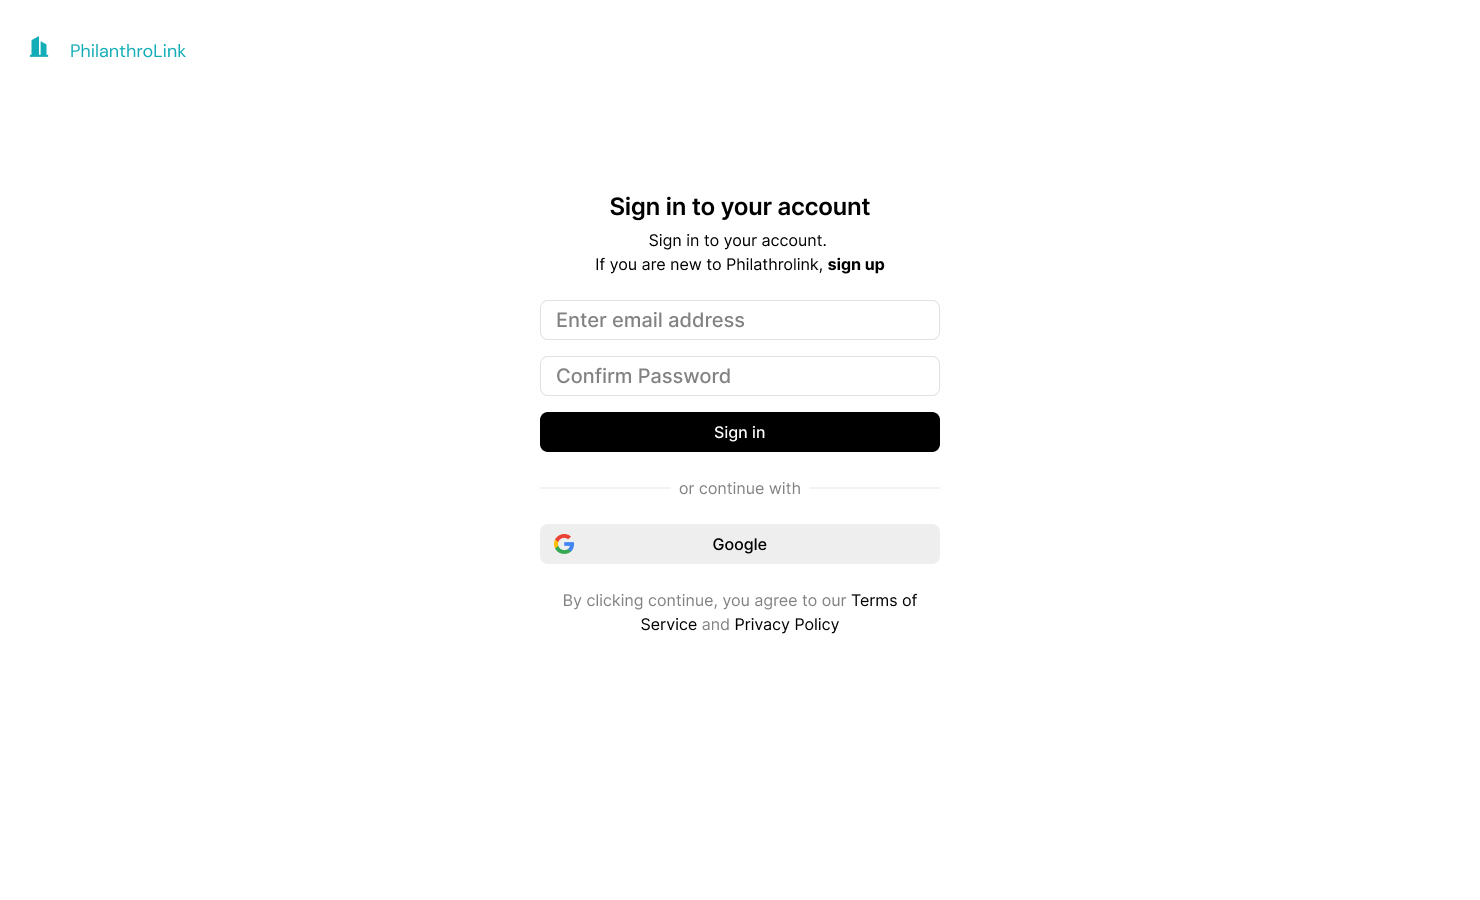 PhilanthroLink
Sign in to your account
Sign in to your account.
If you are new to Philathrolink, sign up
Enter email address
Confirm Password
Sign in
or continue with
Google
By clicking continue, you agree to our Terms of
Service and Privacy Policy